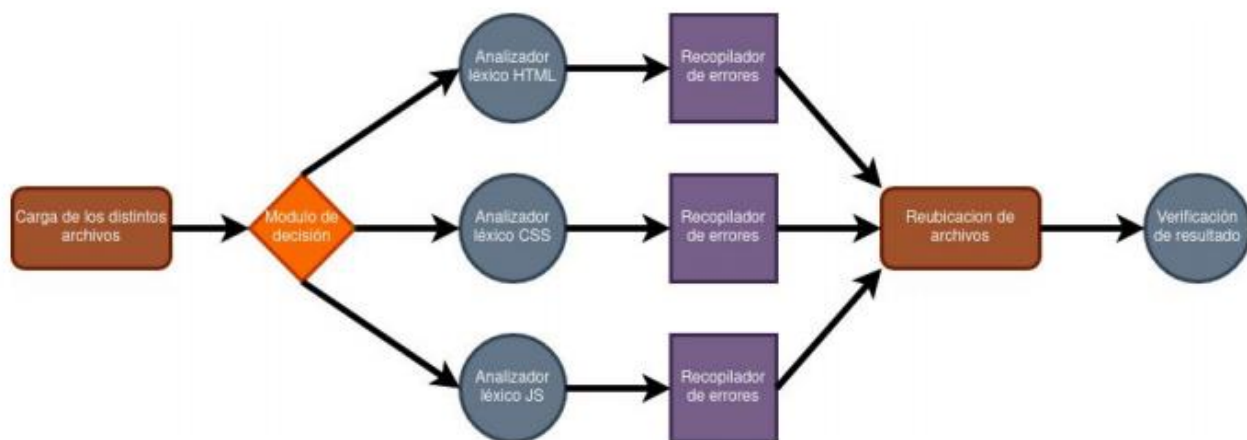 Carga de los distintos
archivos
Modulo de
decisión
Analizador
léxico HTML
Recopilador
de errores
Analizador
léxico CSS
Recopilador
de errores
Analizador
léxico JS
Recopilador
de errores
Reubicacion de
archivos
Verificación
de resultado